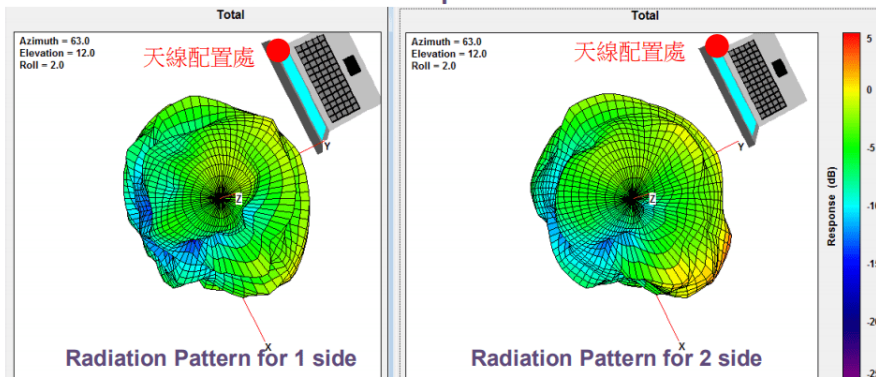 Total
Azimuth = 63.0
Elevation = 12.0
Roll = 2.0
天線配置處
Y
Z
X
Radiation Pattern for 1 side
Total
Azimuth = 63.0
Elevation = 12.0
Roll = 2.0
天線配置處
Y
Z
X
Radiation Pattern for 2 side
5
0
-5
-10
-15
-20
-25
Response (dB)